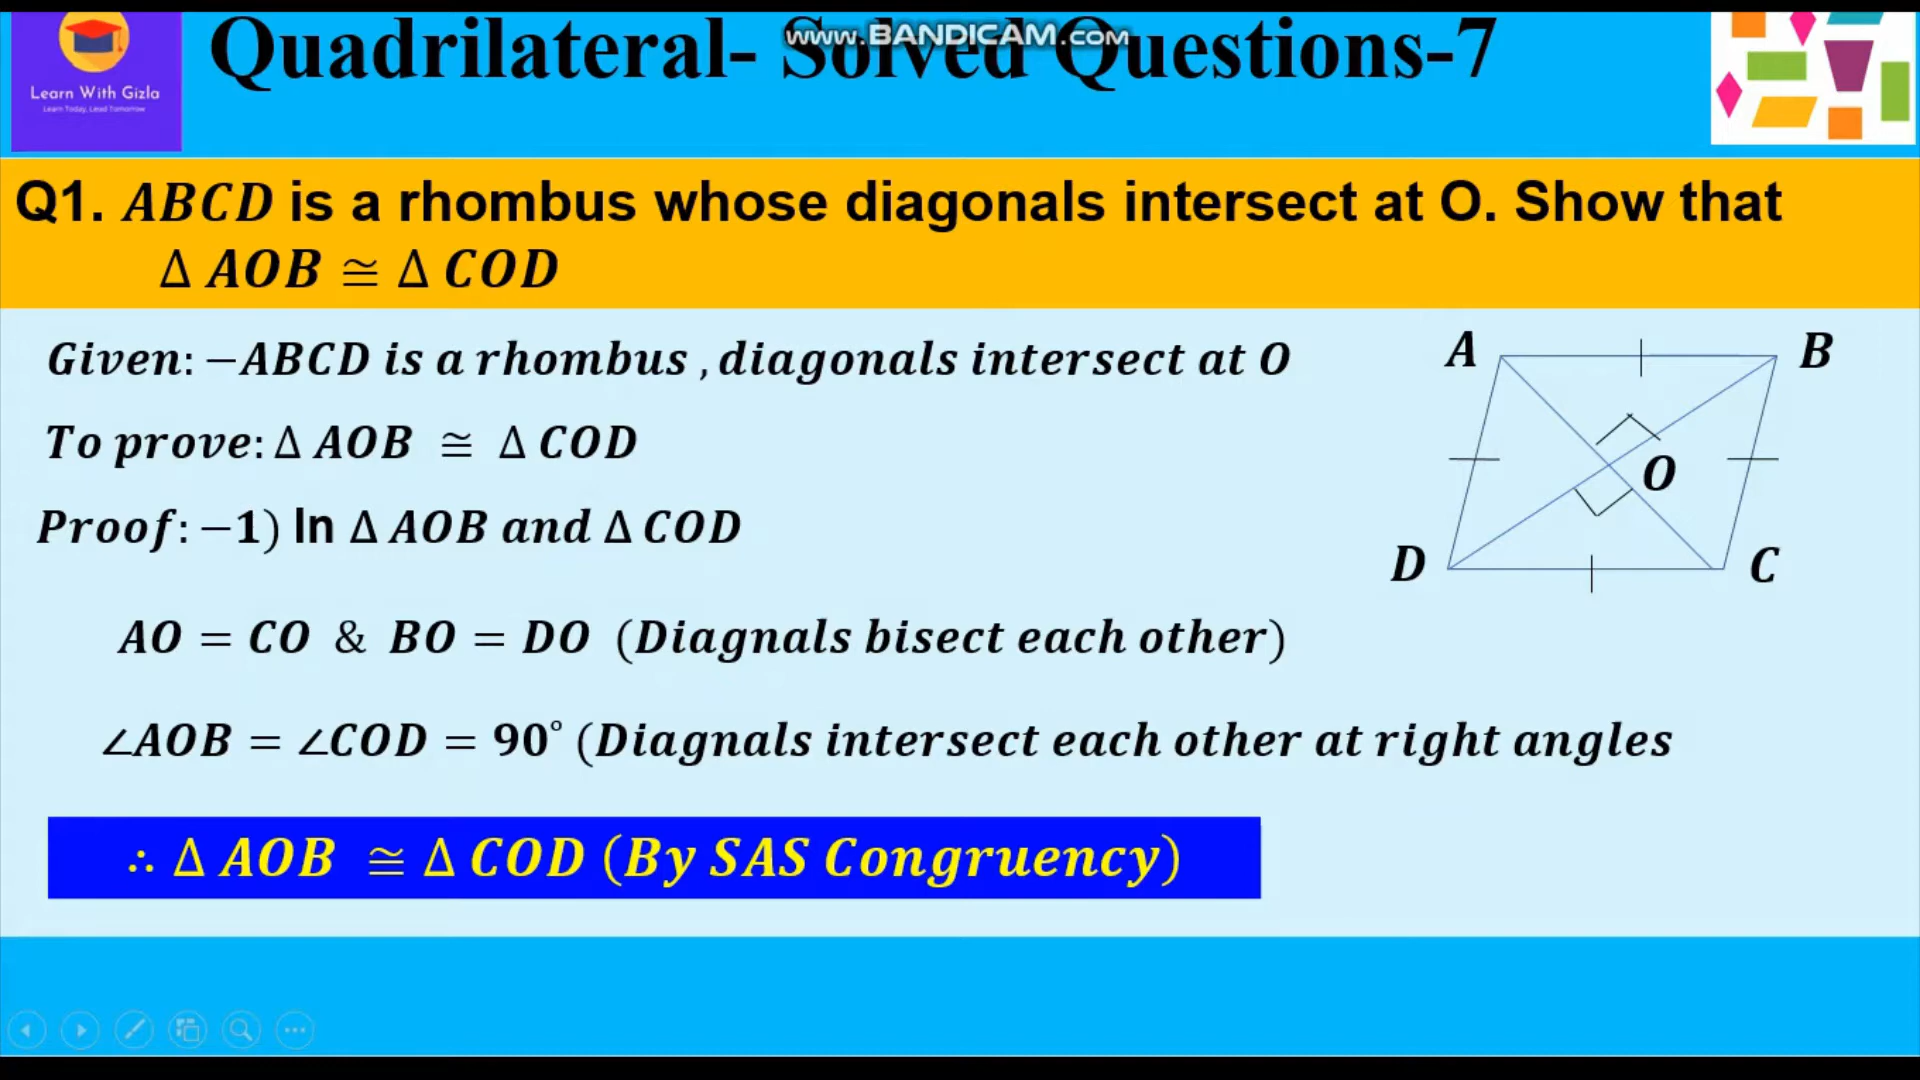 Learn With Gizla
Learn Today, Lead Tomorrow
Quadrilateral- Solved Questions-7
www.BANDICAM.com
Q1. ABCD is a rhombus whose diagonals intersect at O. Show that
Δ AOB ≅ Δ COD
Given: −ABCD is a rhombus , diagonals intersect at O
To prove: Δ AOB ≅ Δ COD
Proof: −1) In Δ AOB and Δ COD
AO = CO & BO = DO (Diagnals bisect each other)
∠AOB = ∠COD = 90° (Diagnals intersect each other at right angles
∴ Δ AOB ≅ Δ COD (By SAS Congruency)
A
B
O
D
C